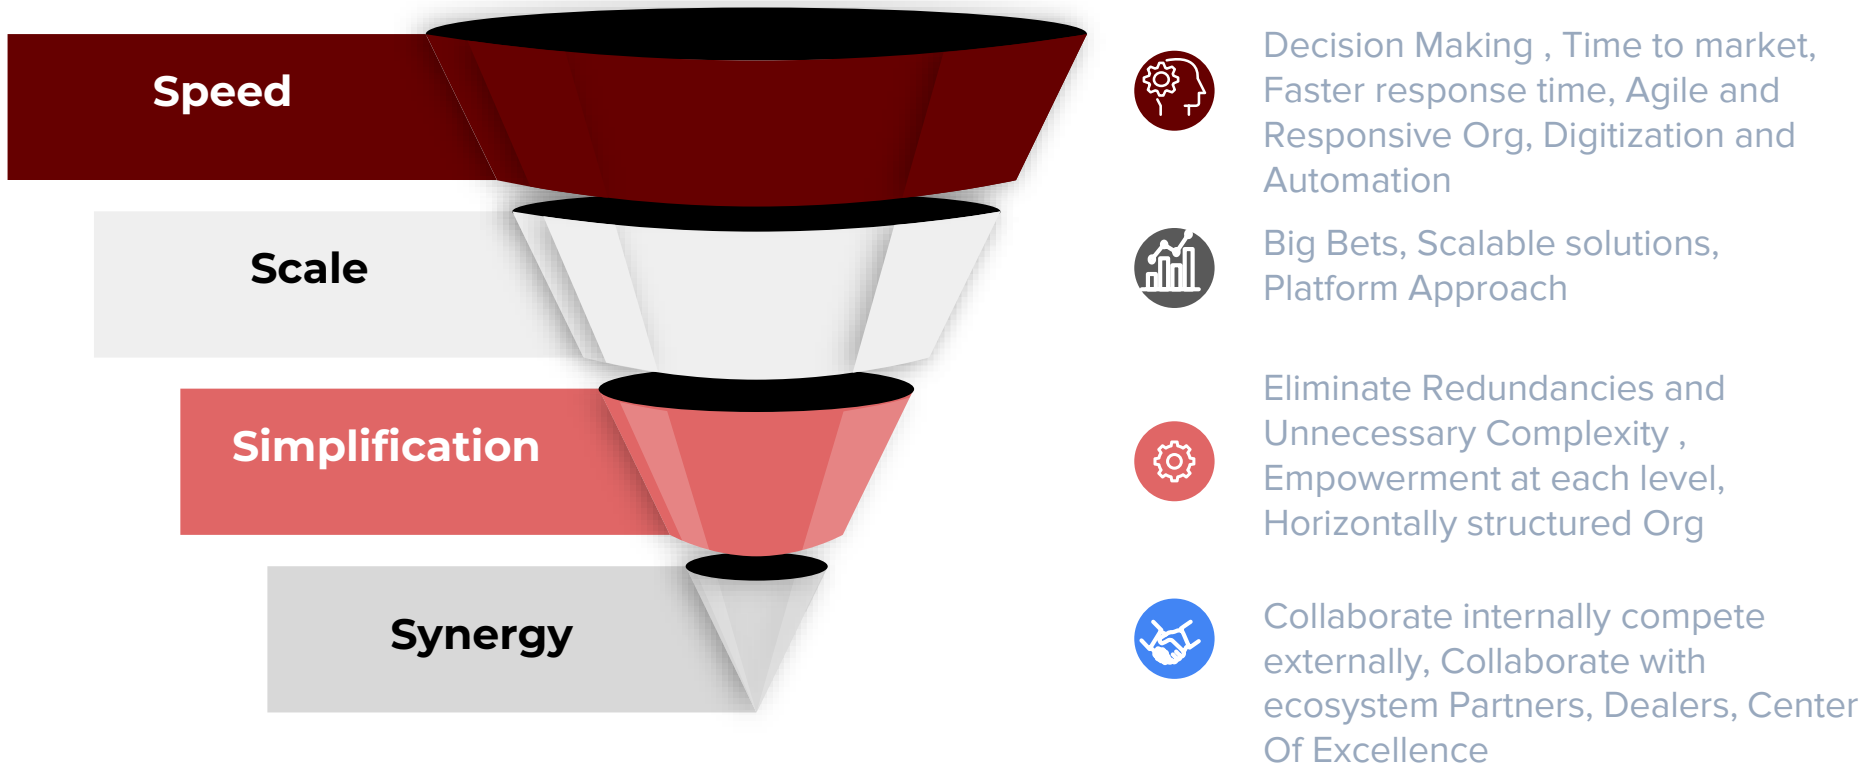 Speed
Decision Making , Time to market,
Faster response time, Agile and
Responsive Org, Digitization and
Automation
Scale
Big Bets, Scalable solutions,
Platform Approach
Simplification
Eliminate Redundancies and
Unnecessary Complexity ,
Empowerment at each level,
Horizontally structured Org
Synergy
Collaborate internally compete
externally, Collaborate with
ecosystem Partners, Dealers, Center
Of Excellence